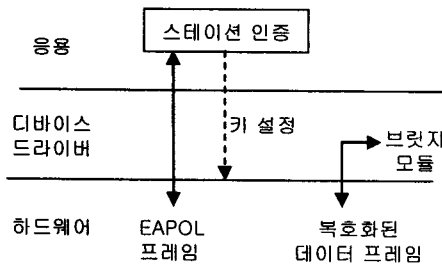 응용
스테이션 인증
디바이스
드라이버
키 설정
브릿지
모듈
하드웨어
EAPOL
프레임
복호화된
데이터 프레임